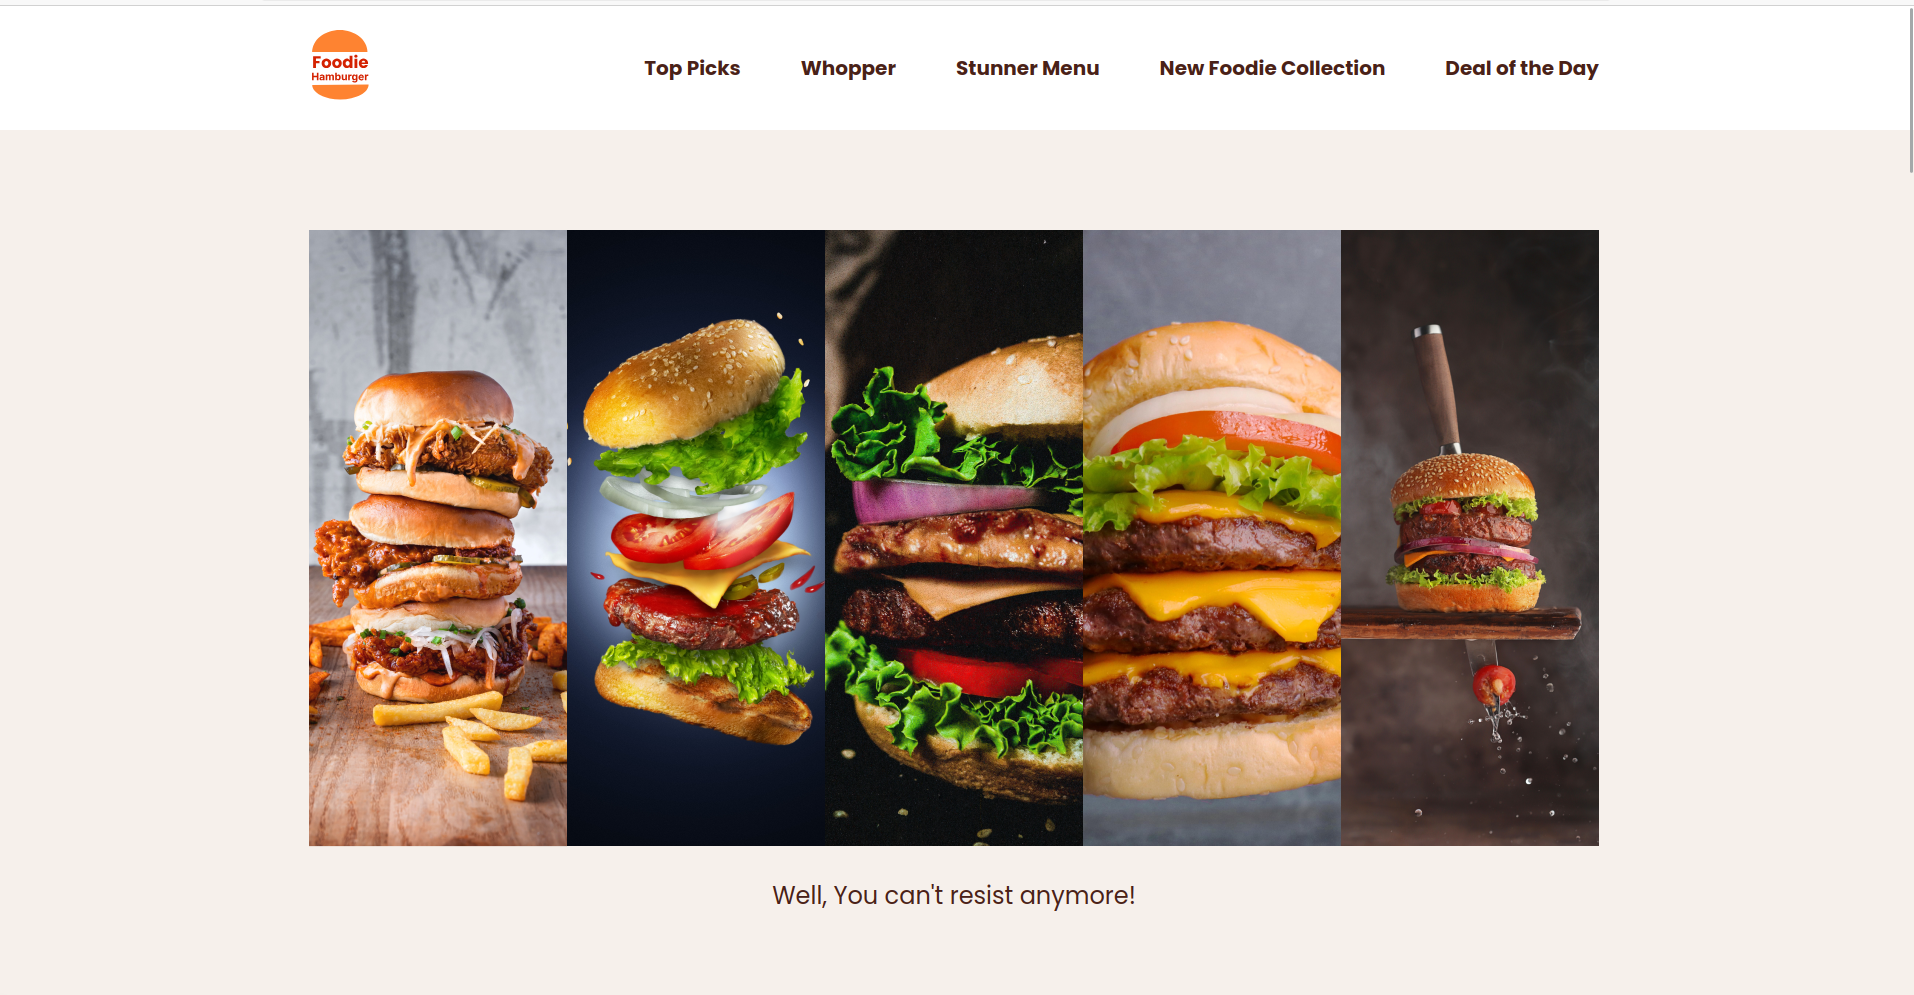 Foodie
Hamburger
Top Picks
Whopper
Stunner Menu
New Foodie Collection
Deal of the Day
Well, You can't resist anymore!